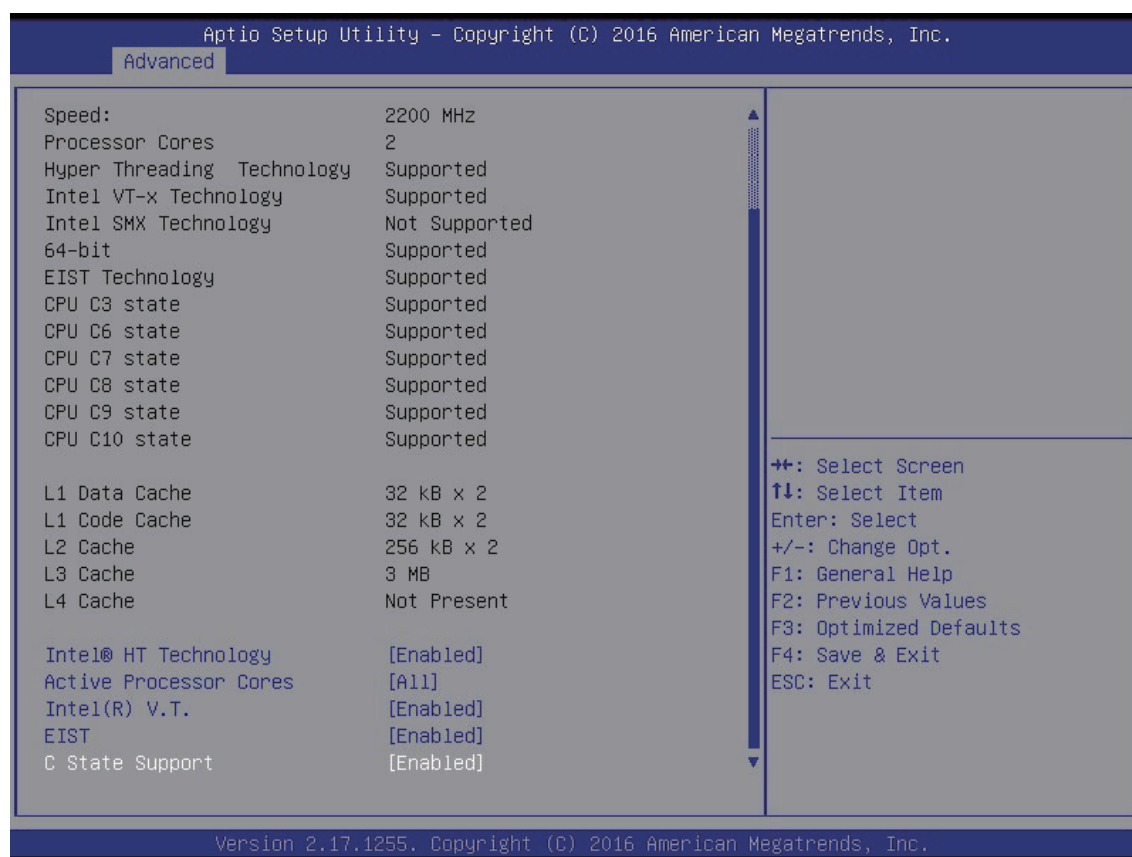 Aptio Setup Utility – Copyright (C) 2016 American Megatrends, Inc.
Advanced
Speed: 2200 MHz
Processor Cores 2
Hyper Threading Technology Supported
Intel VT-x Technology Supported
Intel SMX Technology Not Supported
64-bit Supported
EIST Technology Supported
CPU C3 state Supported
CPU C6 state Supported
CPU C7 state Supported
CPU C8 state Supported
CPU C9 state Supported
CPU C10 state Supported
L1 Data Cache 32 kB x 2
L1 Code Cache 32 kB x 2
L2 Cache 256 kB x 2
L3 Cache 3 MB
L4 Cache Not Present
Intel® HT Technology [Enabled]
Active Processor Cores [All]
Intel(R) V.T. [Enabled]
EIST [Enabled]
C State Support [Enabled]
→←: Select Screen
↑↓: Select Item
Enter: Select
+/-: Change Opt.
F1: General Help
F2: Previous Values
F3: Optimized Defaults
F4: Save & Exit
ESC: Exit
Version 2.17.1255. Copyright (C) 2016 American Megatrends, Inc.